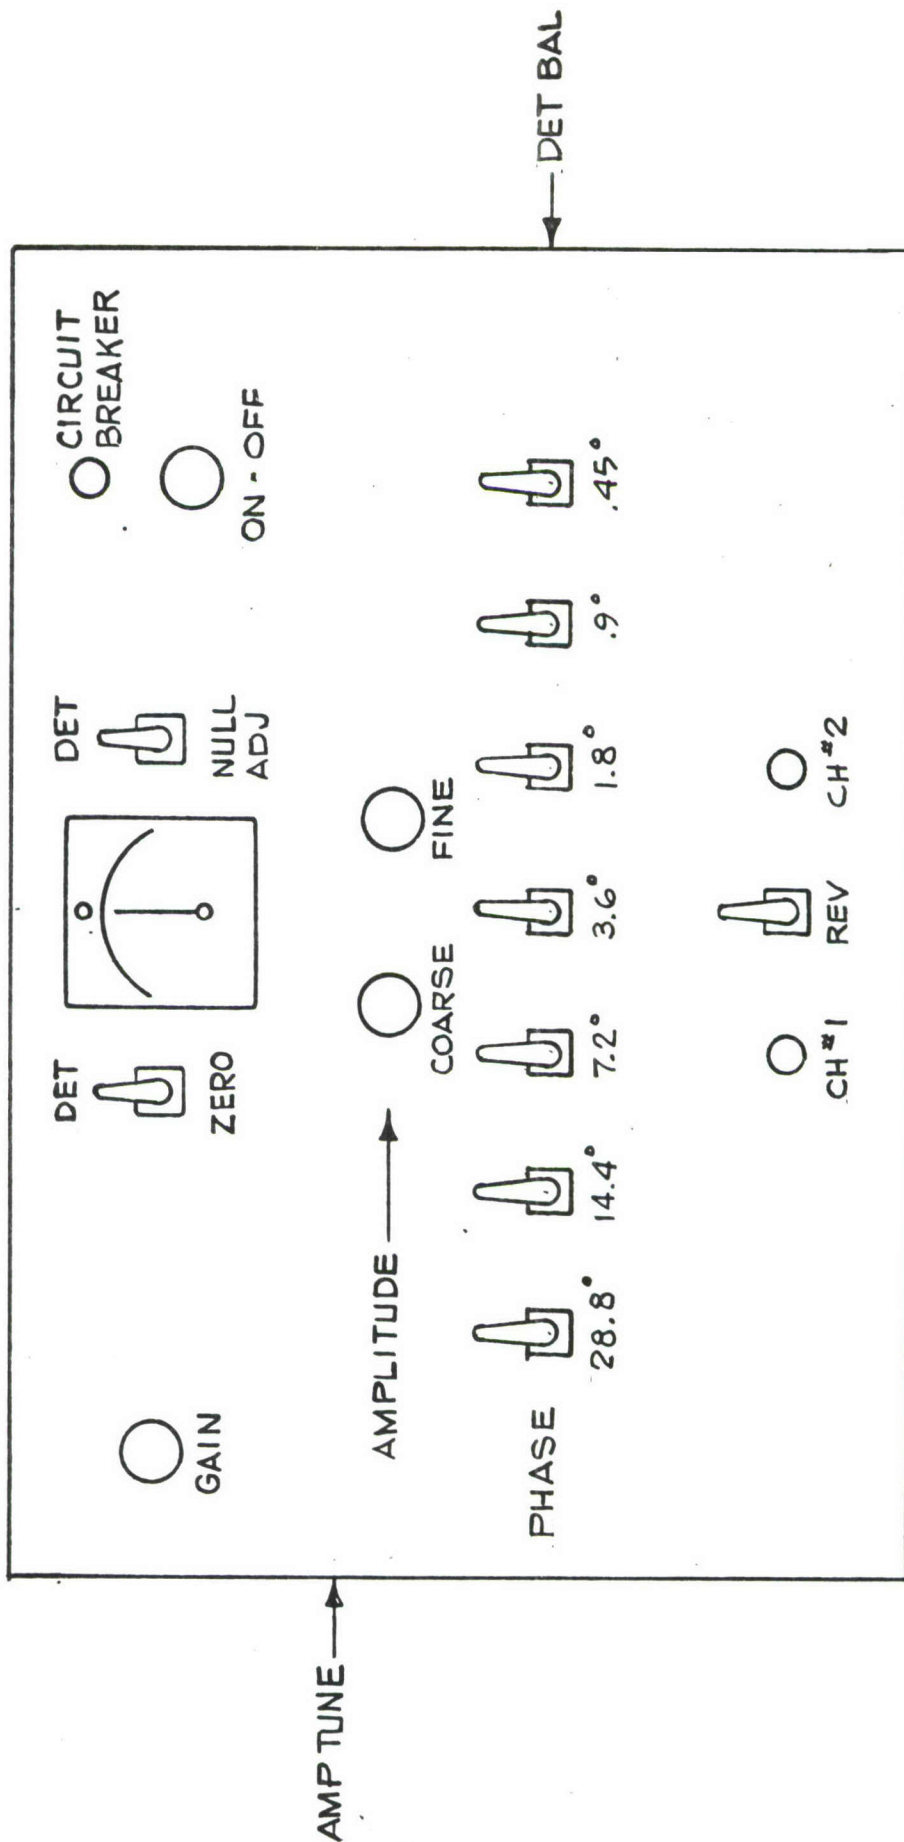 CIRCUIT
BREAKER
DET
DET
NULL
ADJ
ZERO
ON - OFF
GAIN
AMP TUNE
AMPLITUDE
COARSE
FINE
DET BAL
PHASE
28.8°
14.4°
7.2°
3.6°
1.8°
.9°
.45°
CH #1
REV
CH #2